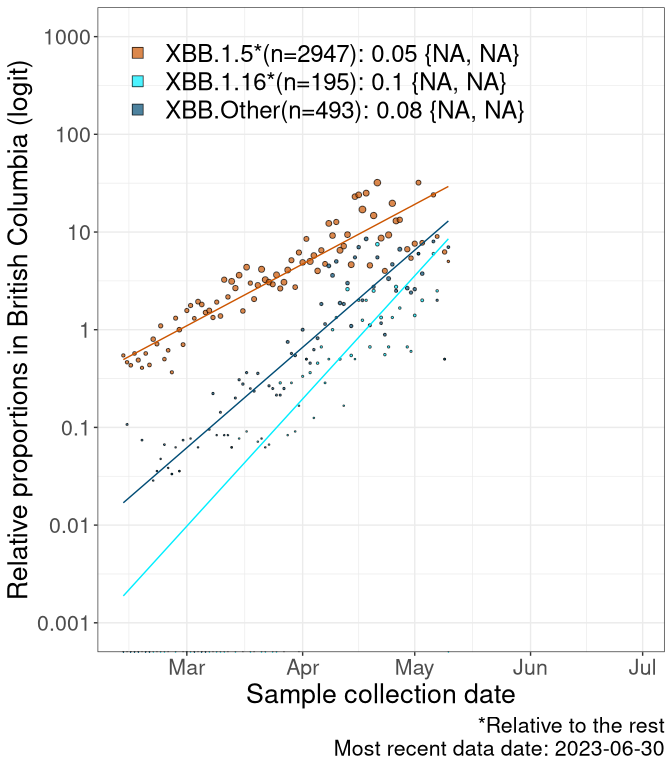 XBB.1.5*(n=2947): 0.05 {NA, NA}
XBB.1.16*(n=195): 0.1 {NA, NA}
XBB.Other(n=493): 0.08 {NA, NA}
Relative proportions in British Columbia (logit)
1000
100
10
1
0.1
0.01
0.001
Mar Apr May Jun Jul
Sample collection date
*Relative to the rest
Most recent data date: 2023-06-30